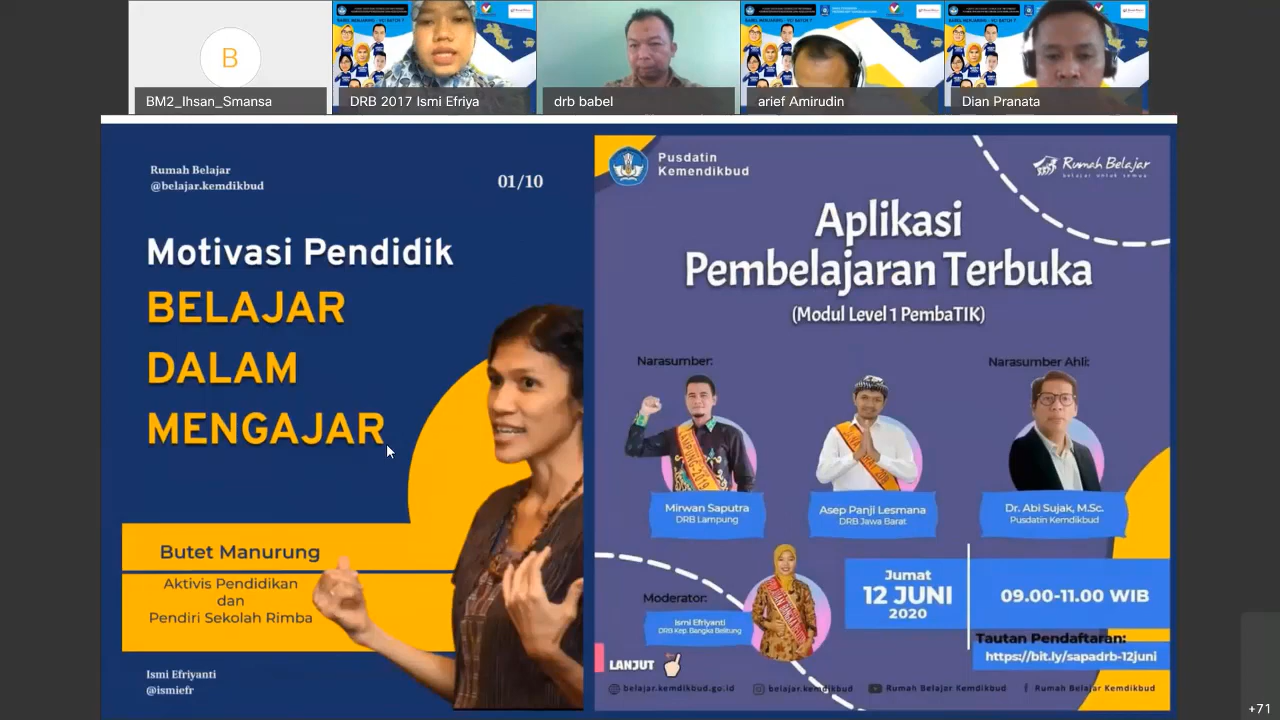 B
BM2_Ihsan_Smansa
DRB 2017 Ismi Efriya
drb babel
arief Amirudin
Dian Pranata
Rumah Belajar
@belajar.kemdikbud
01/10
Motivasi Pendidik
BELAJAR
DALAM
MENGAJAR
Butet Manurung
Aktivis Pendidikan
dan
Pendiri Sekolah Rimba
Ismi Efriyanti
@ismiefr
Pusdatin
Kemendikbud
Rumah Belajar
belajar untuk semua
Aplikasi
Pembelajaran Terbuka
(Modul Level 1 PembaTIK)
Narasumber:
Narasumber Ahli:
Mirwan Saputra
DRB Lampung
Asep Panji Lesmana
DRB Jawa Barat
Dr. Abi Sujak, M.Sc.
Pusdatin Kemdikbud
Moderator:
Ismi Efriyanti
DRB Kep. Bangka Belitung
Jumat
12 JUNI
2020
09.00-11.00 WIB
Tautan Pendaftaran:
https://bit.ly/sapadrb-12juni
LANJUT
belajar.kemdikbud.go.id
belajar.kemdikbud
Rumah Belajar Kemdikbud
Rumah Belajar Kemdikbud
+71